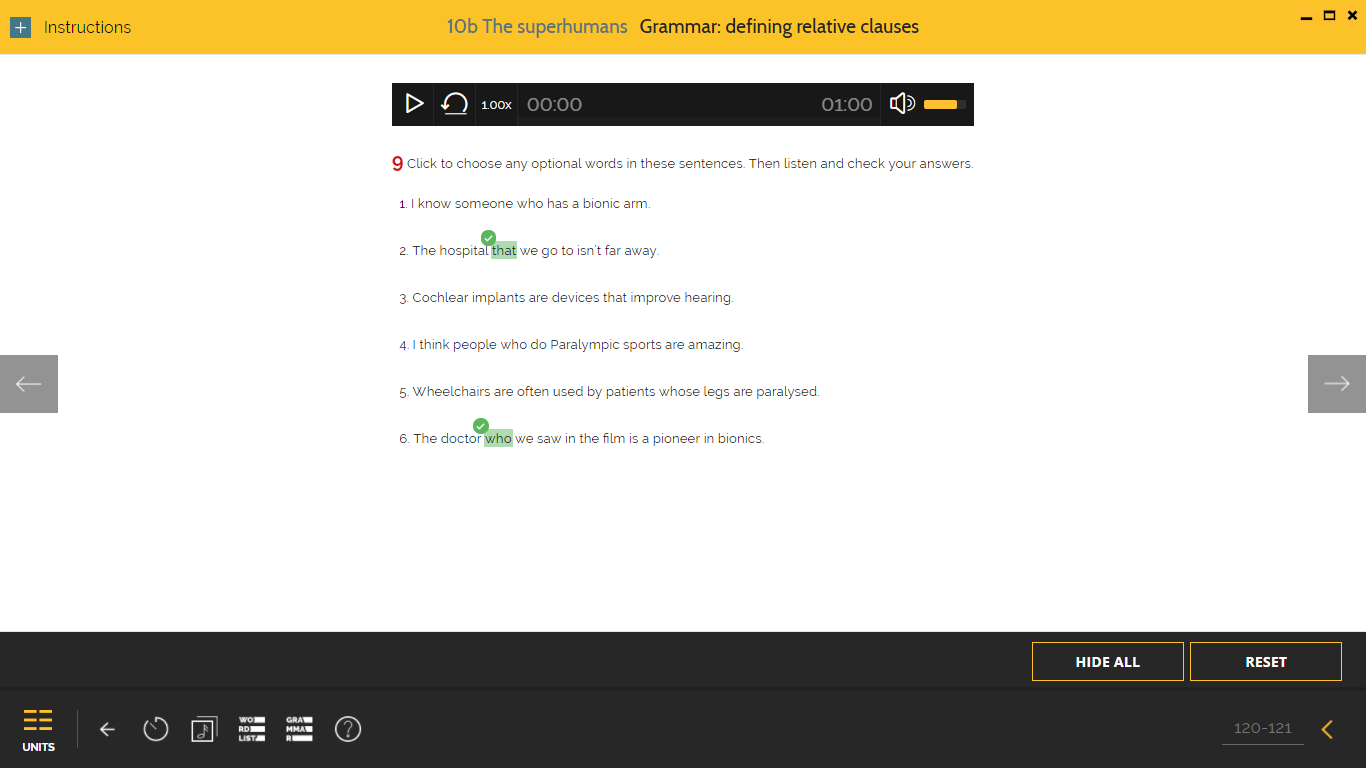 Instructions
10b The superhumans Grammar: defining relative clauses
1.00x 00:00 01:00
9 Click to choose any optional words in these sentences. Then listen and check your answers.
1. I know someone who has a bionic arm.
2. The hospital that we go to isn't far away.
3. Cochlear implants are devices that improve hearing.
4. I think people who do Paralympic sports are amazing.
5. Wheelchairs are often used by patients whose legs are paralysed.
6. The doctor who we saw in the film is a pioneer in bionics.
HIDE ALL RESET
WO
RD
LIST
GRA
MMA
R
?
UNITS
120-121